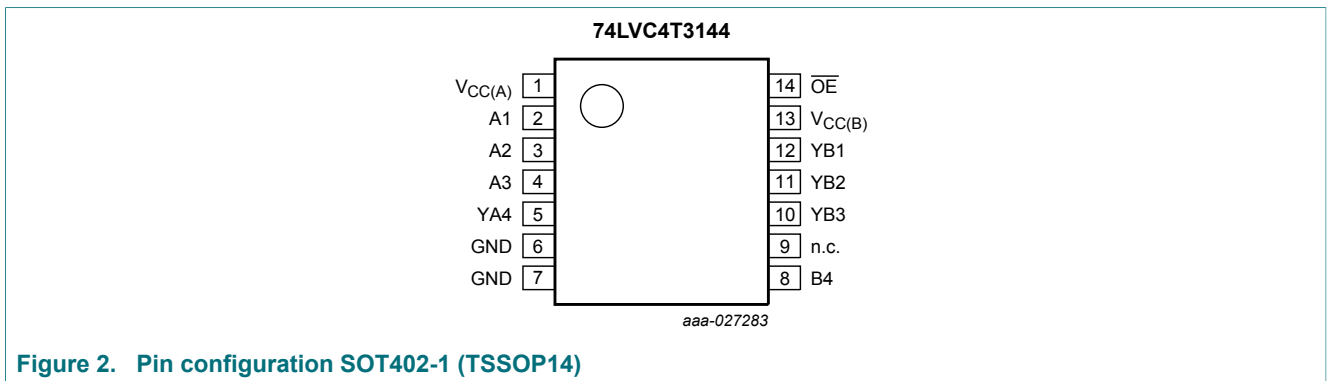 74LVC4T3144
VCC(A) 1 14 OE
A1 2 13 VCC(B)
A2 3 12 YB1
A3 4 11 YB2
YA4 5 10 YB3
GND 6 9 n.c.
GND 7 8 B4
aaa-027283
Figure 2. Pin configuration SOT402-1 (TSSOP14)